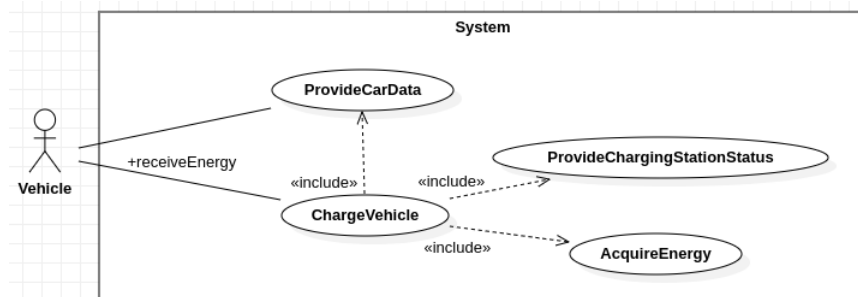 System
ProvideCarData
+receiveEnergy
Vehicle
«include»
«include»
ProvideChargingStationStatus
ChargeVehicle
«include»
AcquireEnergy